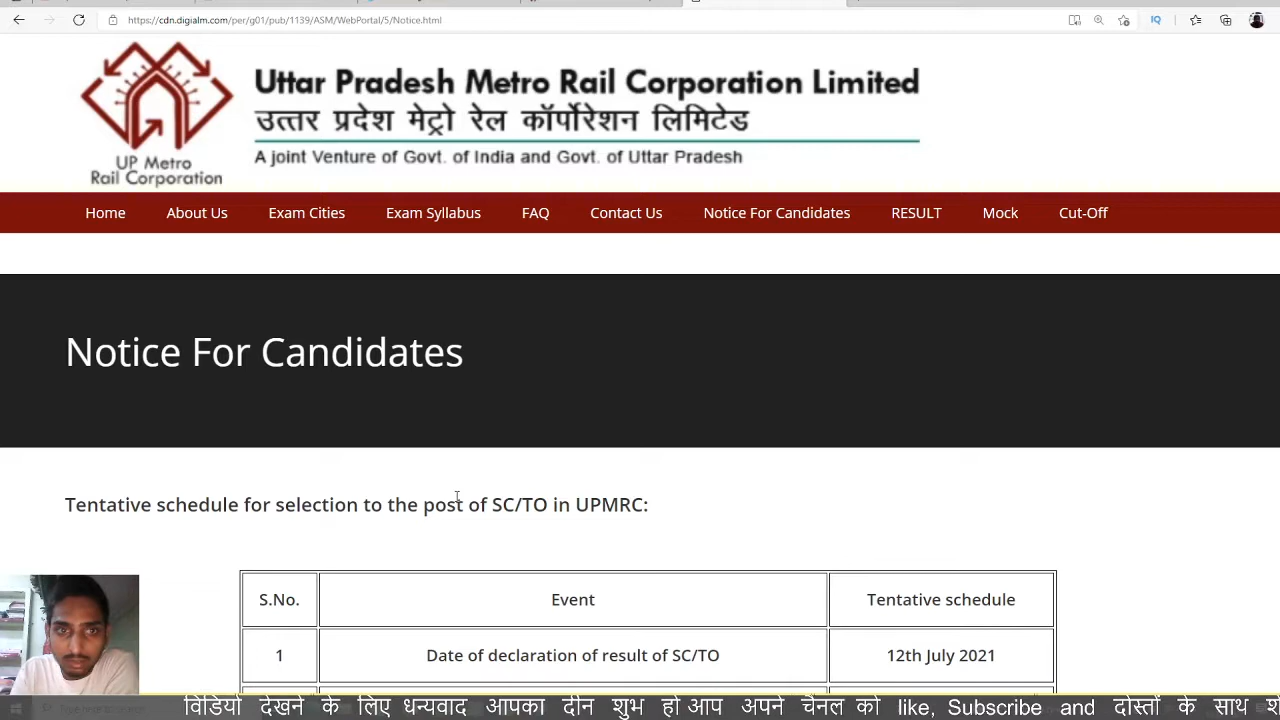 https://cdn.digialm.com/per/g01/pub/1139/ASM/WebPortal/5/Notice.html
Uttar Pradesh Metro Rail Corporation Limited
उत्तर प्रदेश मेट्रो रेल कॉर्पोरेशन लिमिटेड
A joint Venture of Govt. of India and Govt. of Uttar Pradesh
UP Metro
Rail Corporation
Home About Us Exam Cities Exam Syllabus FAQ Contact Us Notice For Candidates RESULT Mock Cut-Off
Notice For Candidates
Tentative schedule for selection to the post of SC/TO in UPMRC:
S.No. Event Tentative schedule
1 Date of declaration of result of SC/TO 12th July 2021
विडियो देखने के लिए धन्यवाद आपका दीन शुभ हो आप अपने चैनल को like, Subscribe and दोस्तों के साथ